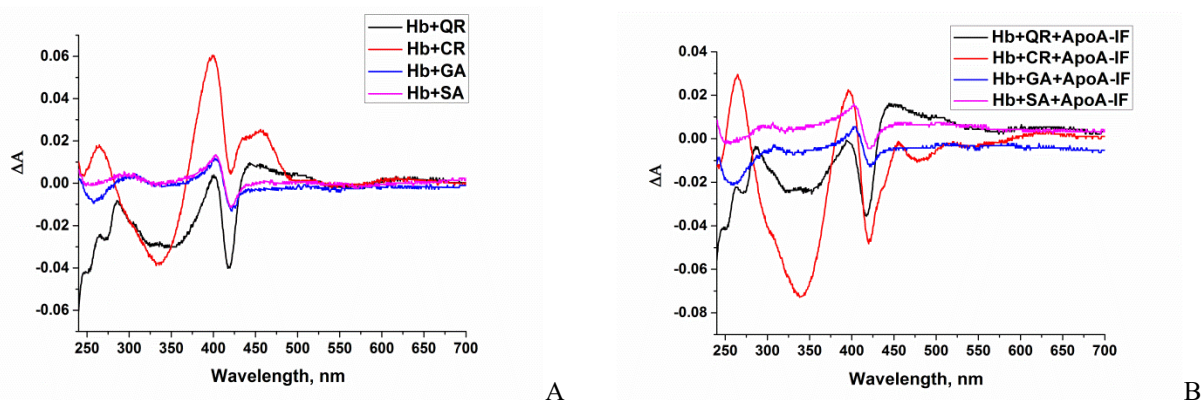 Hb+QR
Hb+CR
Hb+GA
Hb+SA
0.06
0.04
0.02
0.00
-0.02
-0.04
-0.06
ΔA
250 300 350 400 450 500 550 600 650 700
Wavelength, nm
A
Hb+QR+ApoA-IF
Hb+CR+ApoA-IF
Hb+GA+ApoA-IF
Hb+SA+ApoA-IF
0.04
0.02
0.00
-0.02
-0.04
-0.06
-0.08
ΔA
250 300 350 400 450 500 550 600 650 700
Wavelength, nm
B